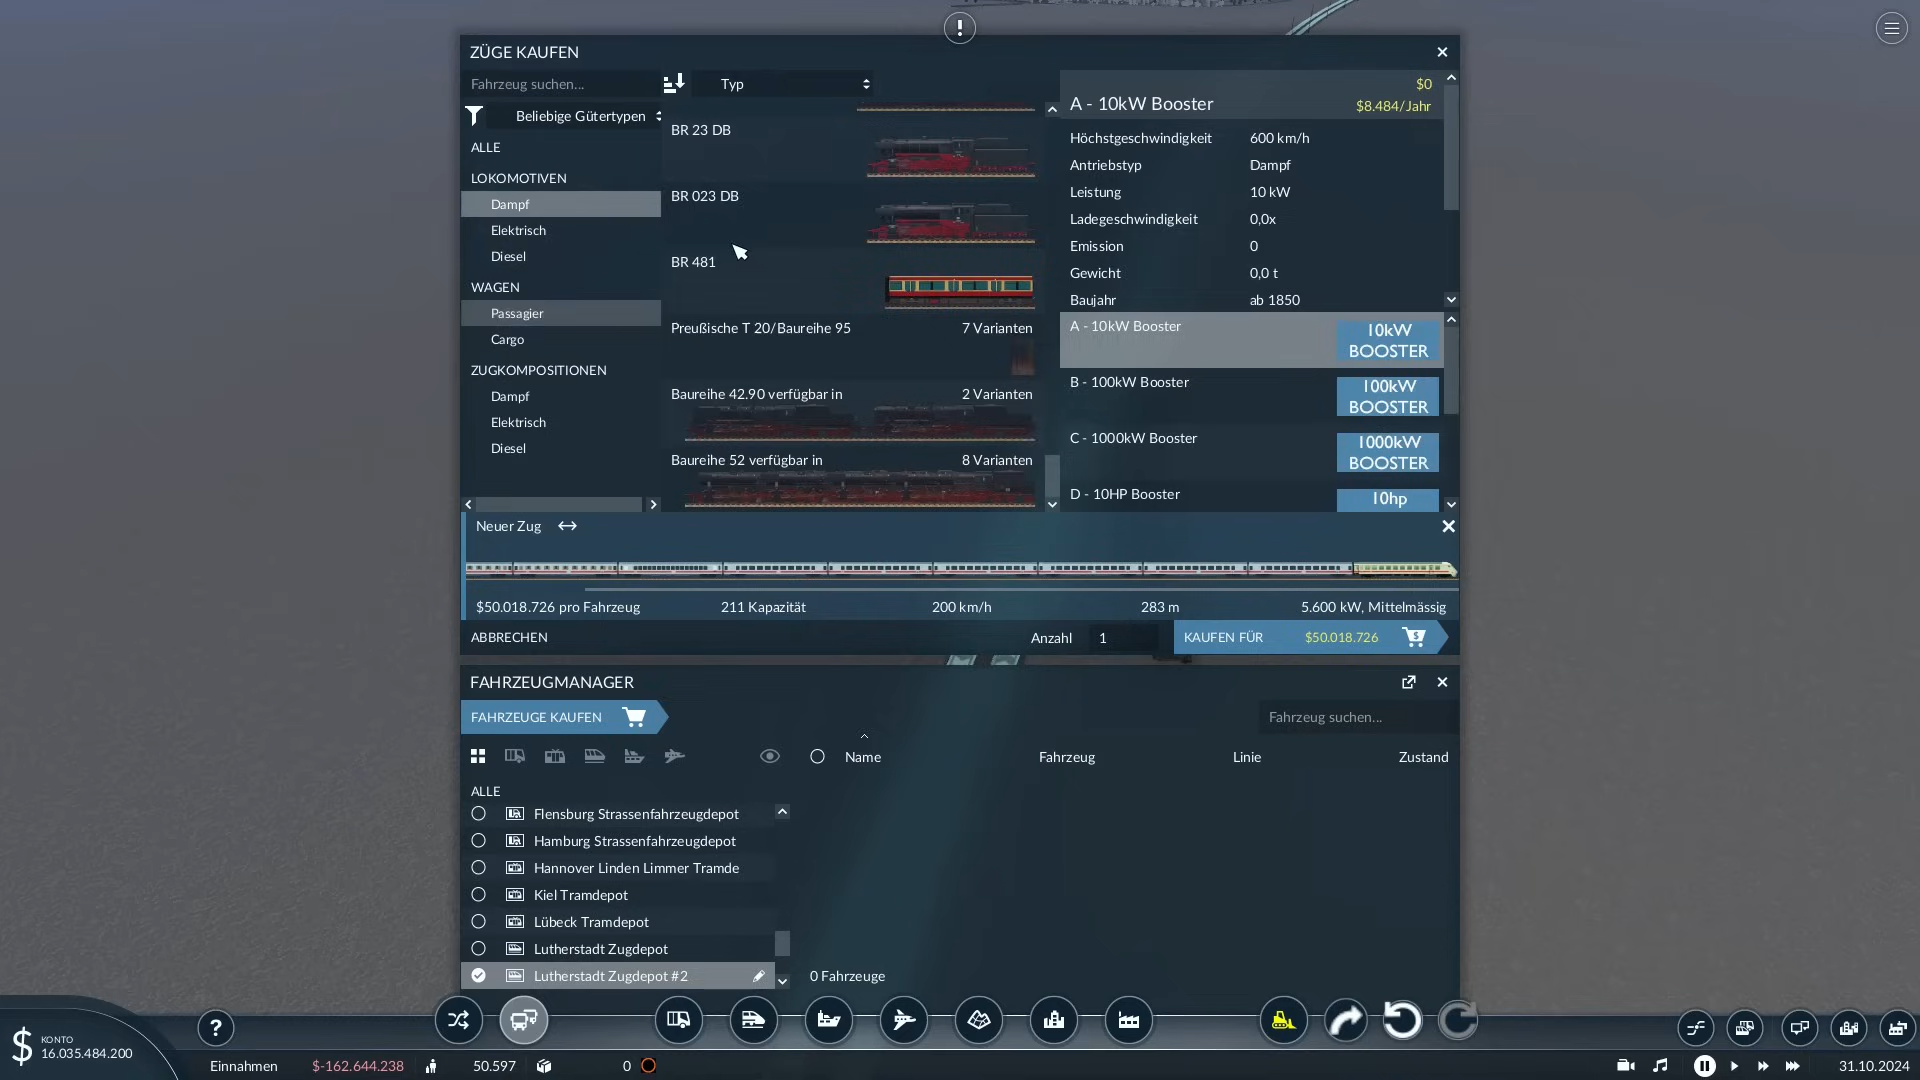 ZÜGE KAUFEN
Fahrzeug suchen...
Typ
Beliebige Gütertypen
ALLE
LOKOMOTIVEN
Dampf
Elektrisch
Diesel
WAGEN
Passagier
Cargo
ZUGKOMPOSITIONEN
Dampf
Elektrisch
Diesel
BR 23 DB
BR 023 DB
BR 481
Preußische T 20/Baureihe 95 7 Varianten
Baureihe 42.90 verfügbar in 2 Varianten
Baureihe 52 verfügbar in 8 Varianten
$0
A - 10kW Booster $8.484/Jahr
Höchstgeschwindigkeit 600 km/h
Antriebstyp Dampf
Leistung 10 kW
Ladegeschwindigkeit 0,0x
Emission 0
Gewicht 0,0 t
Baujahr ab 1850
A - 10kW Booster
10kW
BOOSTER
B - 100kW Booster
100kW
BOOSTER
C - 1000kW Booster
1000kW
BOOSTER
D - 10HP Booster
10hp
Neuer Zug
$50.018.726 pro Fahrzeug 211 Kapazität 200 km/h 283 m 5.600 kW, Mittelmässig
ABBRECHEN Anzahl 1 KAUFEN FÜR $50.018.726
FAHRZEUGMANAGER
FAHRZEUGE KAUFEN Fahrzeug suchen...
Name Fahrzeug Linie Zustand
ALLE
Flensburg Strassenfahrzeugdepot
Hamburg Strassenfahrzeugdepot
Hannover Linden Limmer Tramde
Kiel Tramdepot
Lübeck Tramdepot
Lutherstadt Zugdepot
Lutherstadt Zugdepot #2 0 Fahrzeuge
KONTO
16.035.484.200
Einnahmen $-162.644.238 50.597 0 31.10.2024